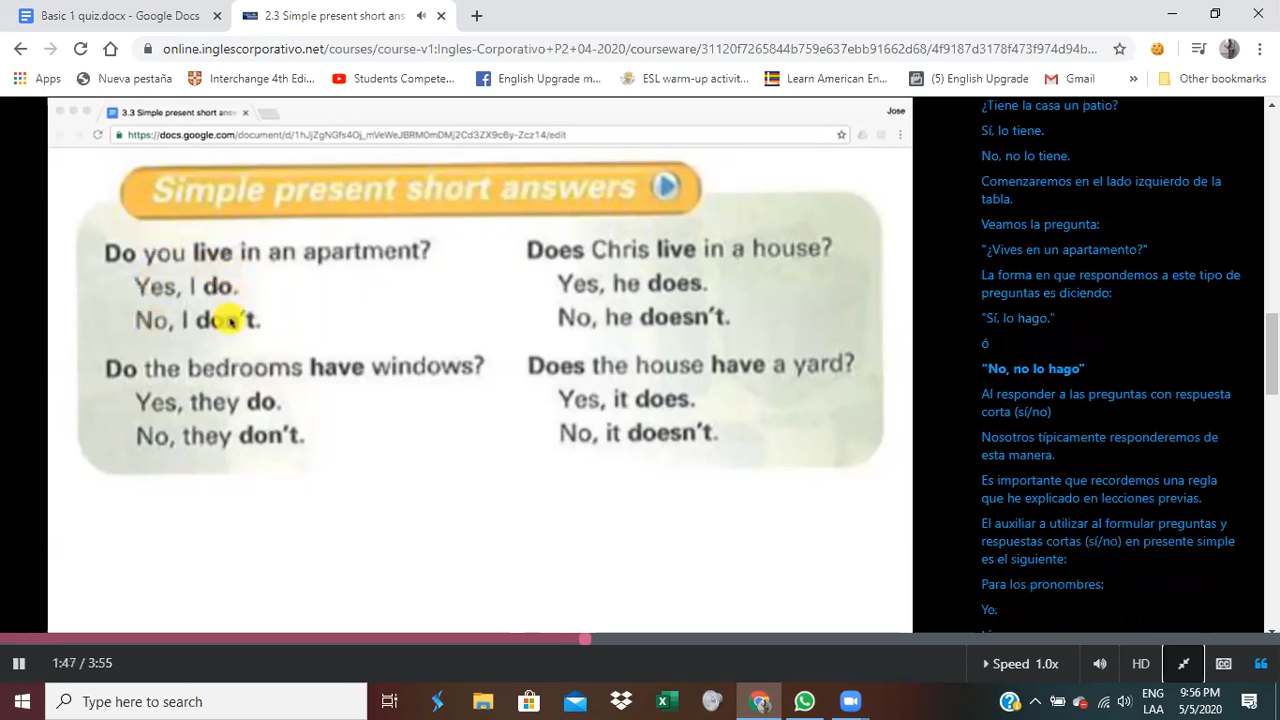 Basic 1 quiz.docx - Google Docs
2.3 Simple present short ans
online.inglescorporativo.net/courses/course-v1:Ingles-Corporativo+P2+04-2020/courseware/31120f7265844b759e637ebb91662d68/4f9187d3178f473f974d94b...
Apps
Nueva pestaña
Interchange 4th Edi...
Students Compete...
English Upgrade m...
ESL warm-up activit...
Learn American En...
(5) English Upgrade
Gmail
»
Other bookmarks
3.3 Simple present short ans
Jose
Simple present short answers
Do you live in an apartment?
Yes, I do.
No, I don't.
Do the bedrooms have windows?
Yes, they do.
No, they don't.
Does Chris live in a house?
Yes, he does.
No, he doesn't.
Does the house have a yard?
Yes, it does.
No, it doesn't.
¿Tiene la casa un patio?
Sí, lo tiene.
No, no lo tiene.
Comenzaremos en el lado izquierdo de la
tabla.
Veamos la pregunta:
"¿Vives en un apartamento?"
La forma en que respondemos a este tipo de
preguntas es diciendo:
"Sí, lo hago."
ó
"No, no lo hago"
Al responder a las preguntas con respuesta
corta (sí/no)
Nosotros típicamente responderemos de
esta manera.
Es importante que recordemos una regla
que he explicado en lecciones previas.
El auxiliar a utilizar al formular preguntas y
respuestas cortas (sí/no) en presente simple
es el siguiente:
Para los pronombres:
Yo.
1:47 / 3:55
Speed 1.0x
HD
Type here to search
ENG
LAA
9:56 PM
5/5/2020